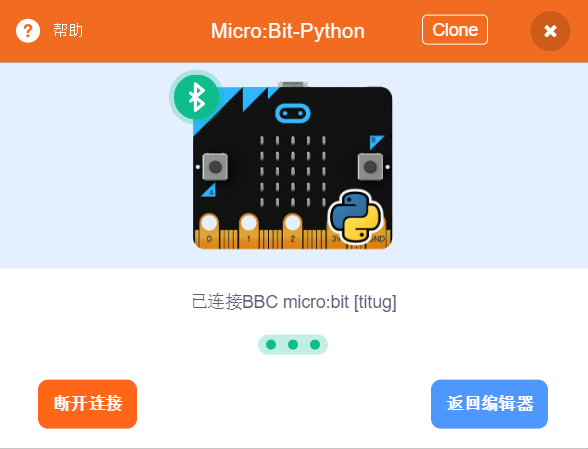 ? 帮助
Micro:Bit-Python
Clone
B
A
0 1 2 3V GND
已连接BBC micro:bit [titug]
断开连接
返回编辑器